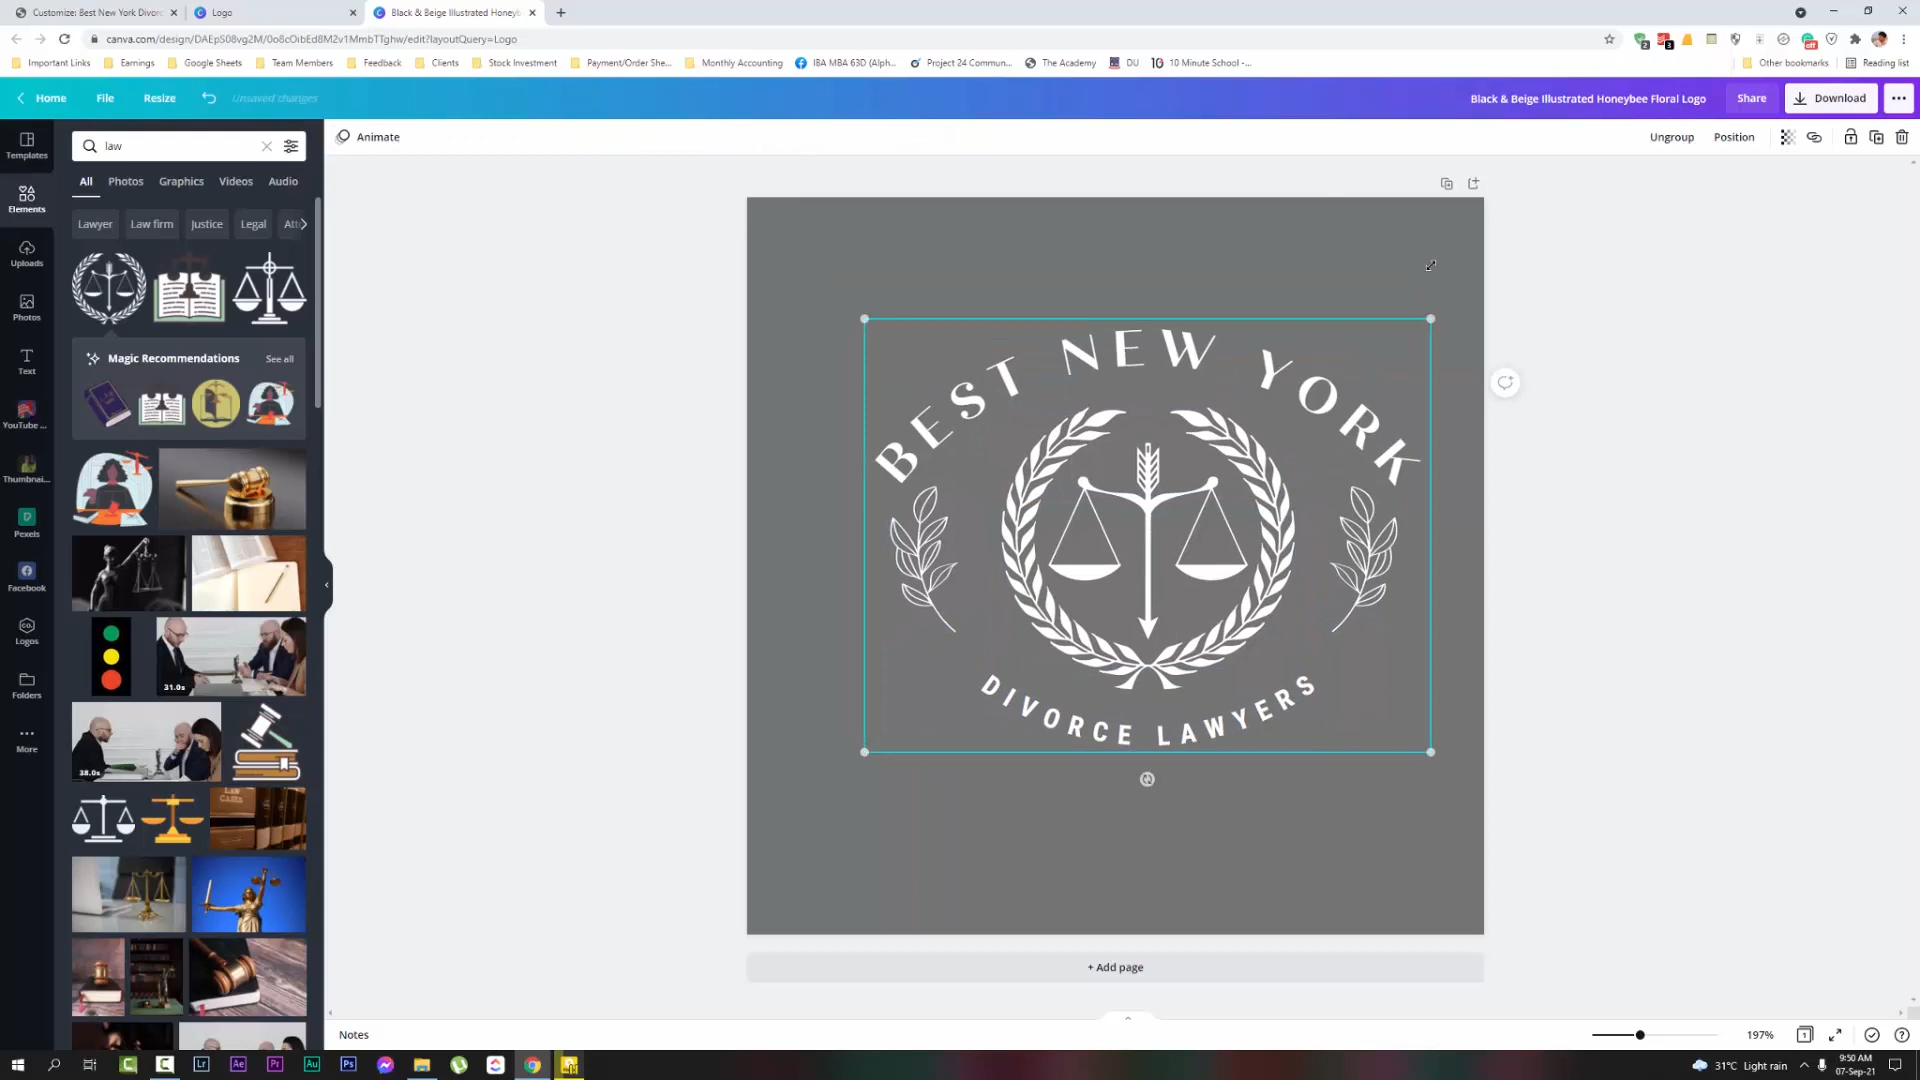 Customize: Best New York Divorc
Logo
Black & Beige Illustrated Honeyb
canva.com/design/DAEpS08vg2M/0o8cOibEd8M2v1MmbTTghw/edit?layoutQuery=Logo
Important Links
Earnings
Google Sheets
Team Members
Feedback
Clients
Stock Investment
Payment/Order She...
Monthly Accounting
IBA MBA 63D (Alph...
Project 24 Commun...
The Academy
DU
10 Minute School -...
Other bookmarks
Reading list
Home
File
Resize
Unsaved changes
Black & Beige Illustrated Honeybee Floral Logo
Share
Download
Animate
Ungroup
Position
Templates
Elements
Uploads
Photos
Text
YouTube ...
Thumbnai...
Pexels
Facebook
Logos
Folders
More
law
All
Photos
Graphics
Videos
Audio
Lawyer
Law firm
Justice
Legal
Att
Magic Recommendations
See all
31.0s
38.0s
LAW
CASES
BEST NEW YORK
DIVORCE LAWYERS
+ Add page
Notes
197%
1
31°C Light rain
9:50 AM
07-Sep-21